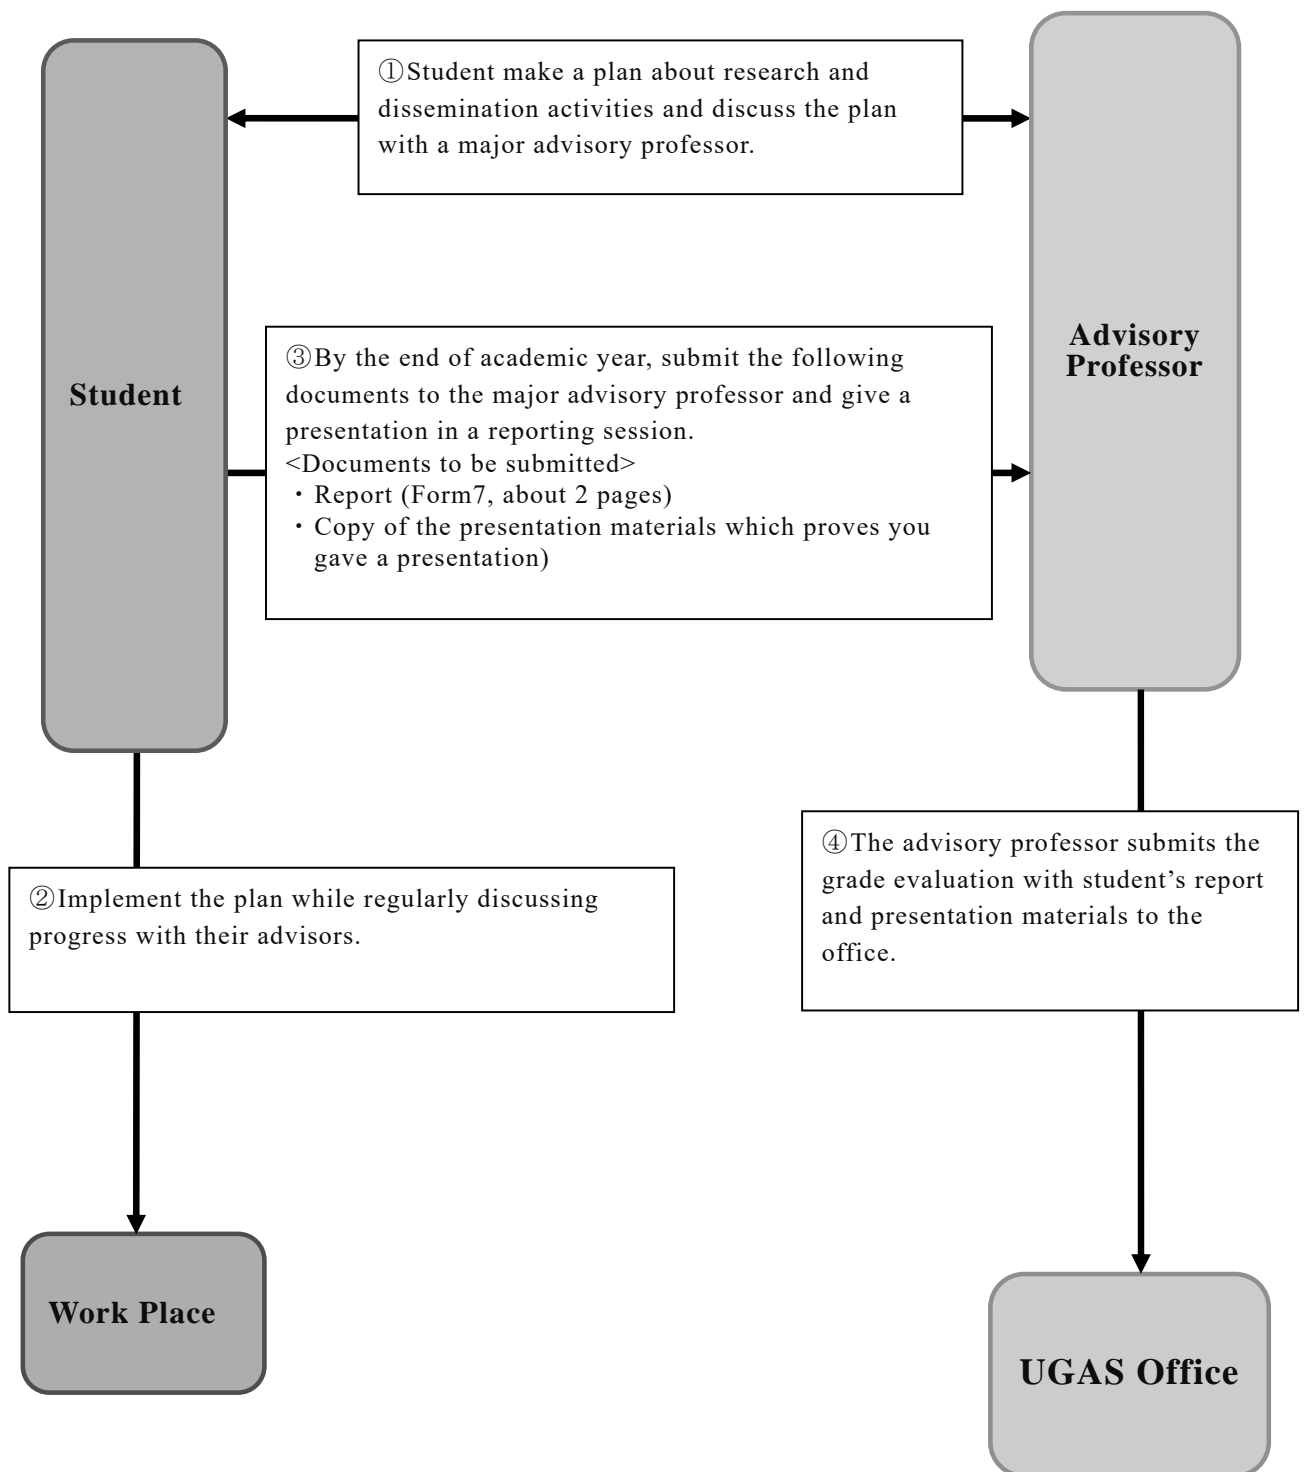 ①Student make a plan about research and
dissemination activities and discuss the plan
with a major advisory professor.
Student
Advisory
Professor
③By the end of academic year, submit the following
documents to the major advisory professor and give a
presentation in a reporting session.
<Documents to be submitted>
・Report (Form7, about 2 pages)
・Copy of the presentation materials which proves you
gave a presentation)
②Implement the plan while regularly discussing
progress with their advisors.
④The advisory professor submits the
grade evaluation with student’s report
and presentation materials to the
office.
Work Place
UGAS Office